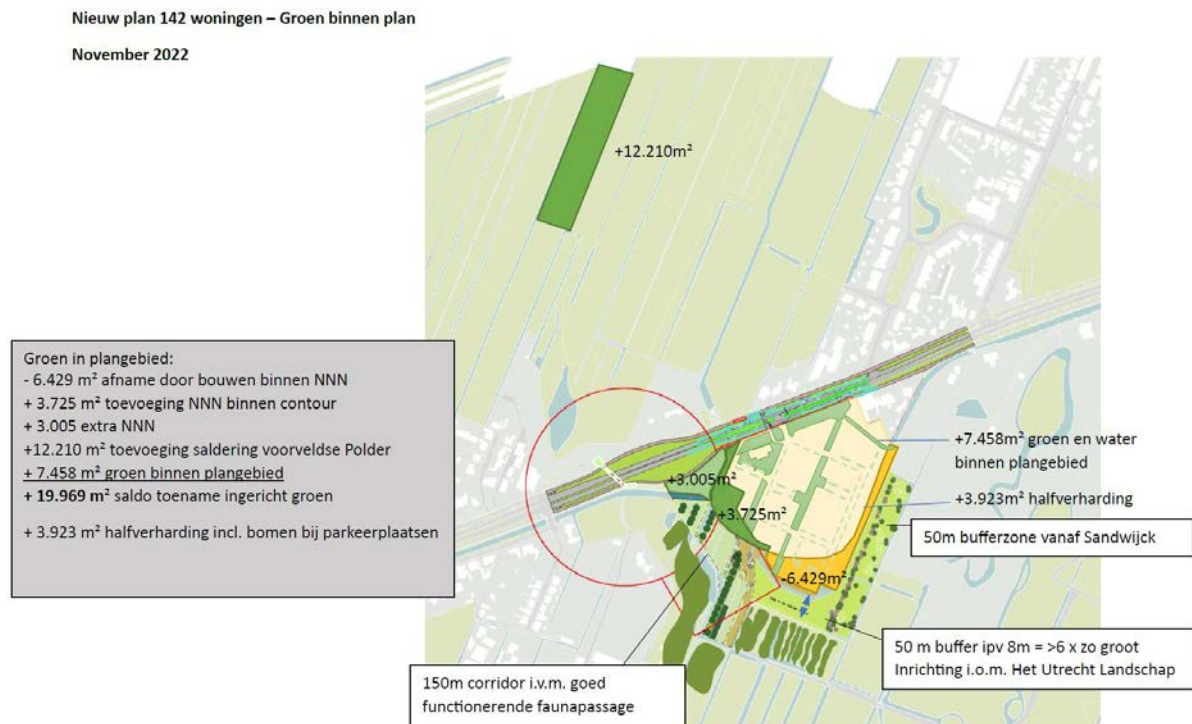 Nieuw plan 142 woningen – Groen binnen plan
November 2022
+12.210m²
Groen in plangebied:
- 6.429 m² afname door bouwen binnen NNN
+ 3.725 m² toevoeging NNN binnen contour
+ 3.005 extra NNN
+12.210 m² toevoeging saldering voorveldse Polder
+ 7.458 m² groen binnen plangebied
+ 19.969 m² saldo toename ingericht groen
+ 3.923 m² halfverharding incl. bomen bij parkeerplaatsen
+7.458m² groen en water
binnen plangebied
+3.005m²
+3.923m² halfverharding
+3.725m²
50m bufferzone vanaf Sandwijck
-6.429m²
50 m buffer ipv 8m = >6 x zo groot
Inrichting i.o.m. Het Utrecht Landschap
150m corridor i.v.m. goed
functionerende faunapassage